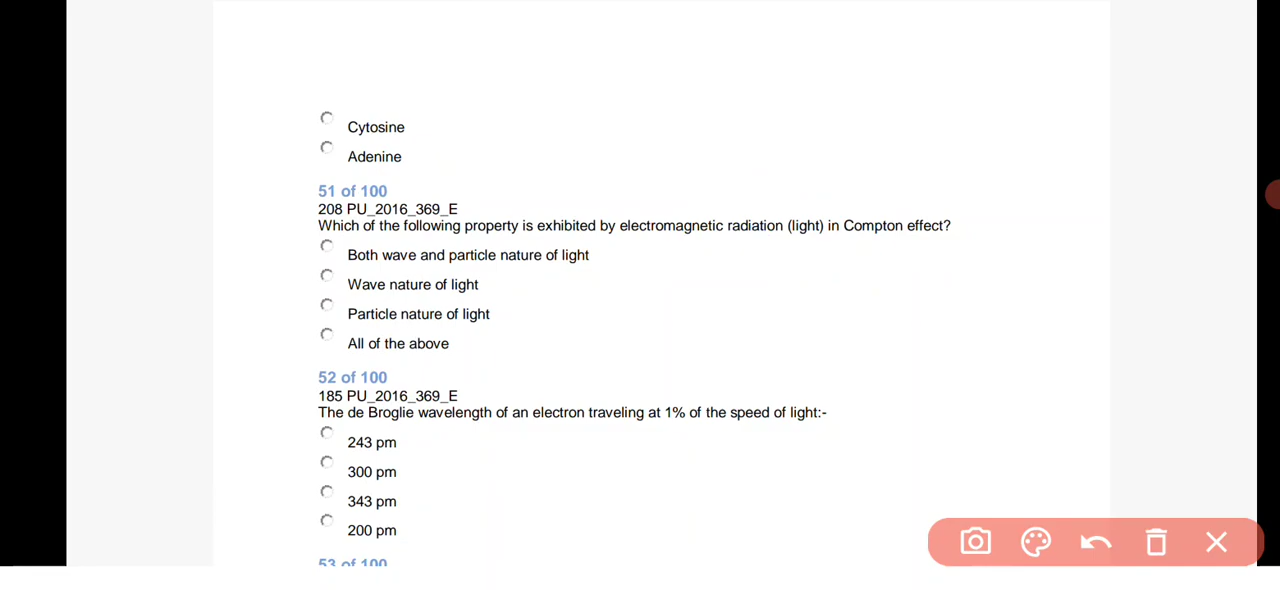 Cytosine
Adenine
51 of 100
208 PU_2016_369_E
Which of the following property is exhibited by electromagnetic radiation (light) in Compton effect?
Both wave and particle nature of light
Wave nature of light
Particle nature of light
All of the above
52 of 100
185 PU_2016_369_E
The de Broglie wavelength of an electron traveling at 1% of the speed of light:-
243 pm
300 pm
343 pm
200 pm
53 of 100